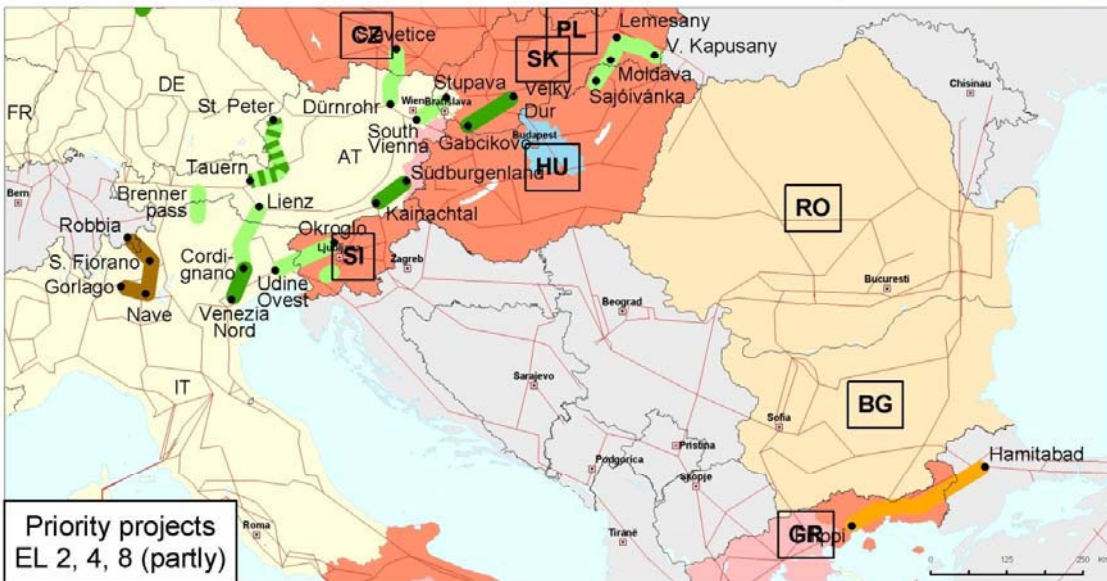 CZ
PL
Lemesany
Slavetice
SK
V. Kapusany
DE
Stupava
Velky
Moldava
Chisinau
FR
St. Peter
Dürnrohr
Wien
Bratislava
Dur
Sajóivánka
South
Vienna
Gabcikovo
Budapest
AT
HU
Tauern
Südburgenland
Bern
Brenner
pass
Lienz
Kainachtal
RO
Robbia
Okroglo
Ljubljana
SI
S. Fiorano
Cordi-
gnano
Zagreb
Gorlago
Udine
Ovest
Bucuresti
Nave
Venezia
Nord
Beograd
IT
Sarajevo
BG
Sofia
Pristina
Hamitabad
Podgorica
Skopje
Priority projects
EL 2, 4, 8 (partly)
Roma
Tiranë
GR
0 125 250